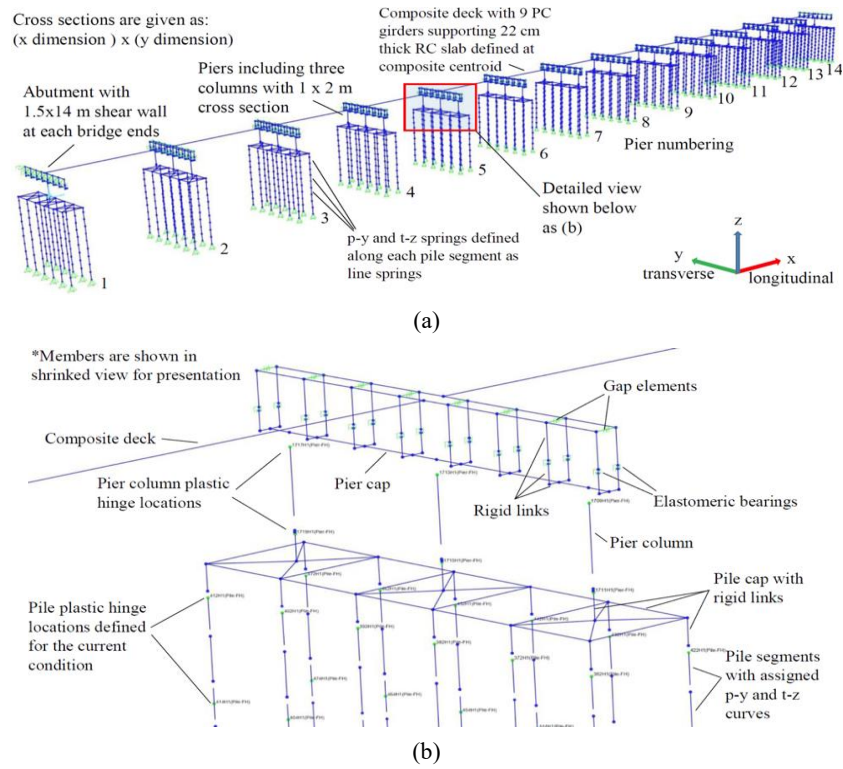 Cross sections are given as:
(x dimension ) x (y dimension)
Composite deck with 9 PC
girders supporting 22 cm
thick RC slab defined at
composite centroid
Piers including three
columns with 1 x 2 m
cross section
Abutment with
1.5x14 m shear wall
at each bridge ends
1
2
3
4
5
6
7
8
9
10
11
12
13
14
Pier numbering
Detailed view
shown below
as (b)
p-y and t-z springs defined
along each pile segment as
line springs
z
y
transverse
x
longitudinal
(a)
*Members are shown in
shrinked view for presentation
Gap elements
Composite deck
Pier cap
Rigid links
Elastomeric bearings
Pier column plastic
hinge locations
Pier column
Pile cap with
rigid links
Pile plastic hinge
locations defined
for the current
condition
Pile segments
with assigned
p-y and t-z
curves
(b)